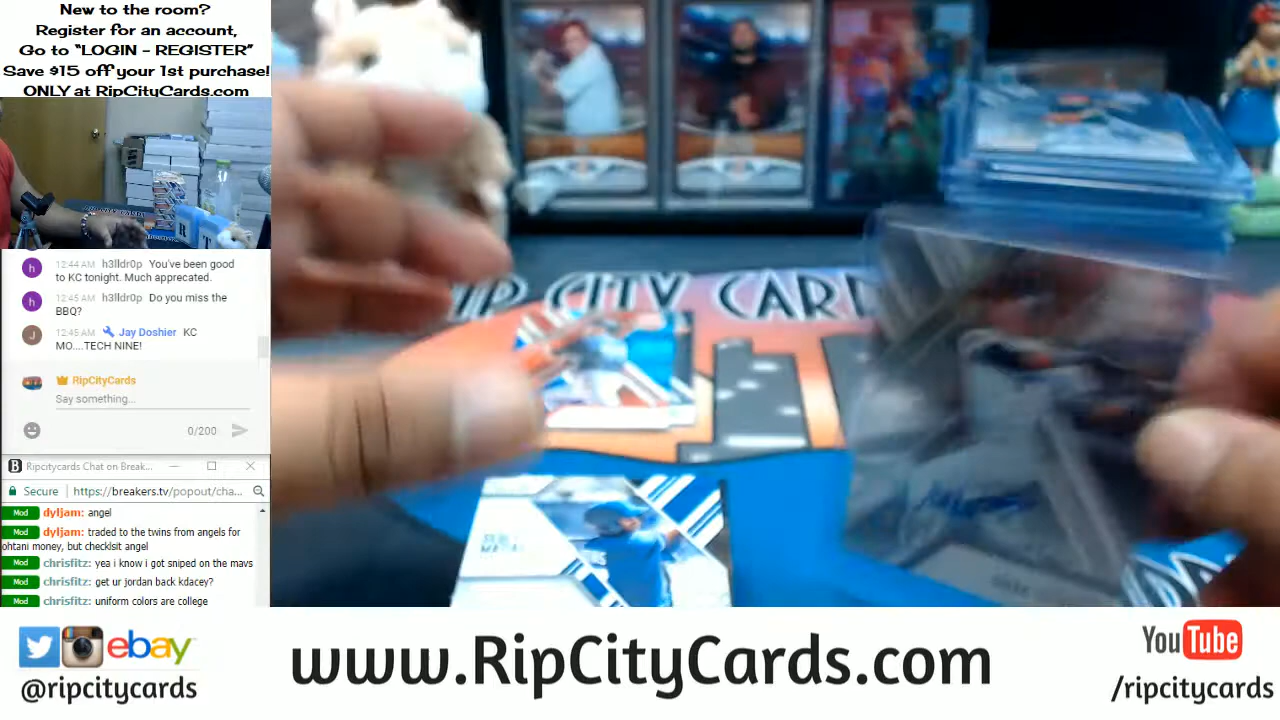 New to the room?
Register for an account,
Go to “LOGIN - REGISTER”
Save $15 off your 1st purchase!
ONLY at RipCityCards.com
12:44 AM h3lldr0p You've been good
to KC tonight. Much apprecated.
12:45 AM h3lldr0p Do you miss the
BBQ?
12:45 AM Jay Doshier KC
MO....TECH NINE!
RipCityCards
Say something...
0/200
Ripcitycards Chat on Break...
Secure https://breakers.tv/popout/cha...
Mod dyljam: angel
Mod dyljam: traded to the twins from angels for
ohtani money, but checklsit angel
Mod chrisfitz: yea i know i got sniped on the mavs
Mod chrisfitz: get ur jordan back kdacey?
Mod chrisfitz: uniform colors are college
RIP CITY CARD
R T
ebay
@ripcitycards
www.RipCityCards.com
YouTube
/ripcitycards